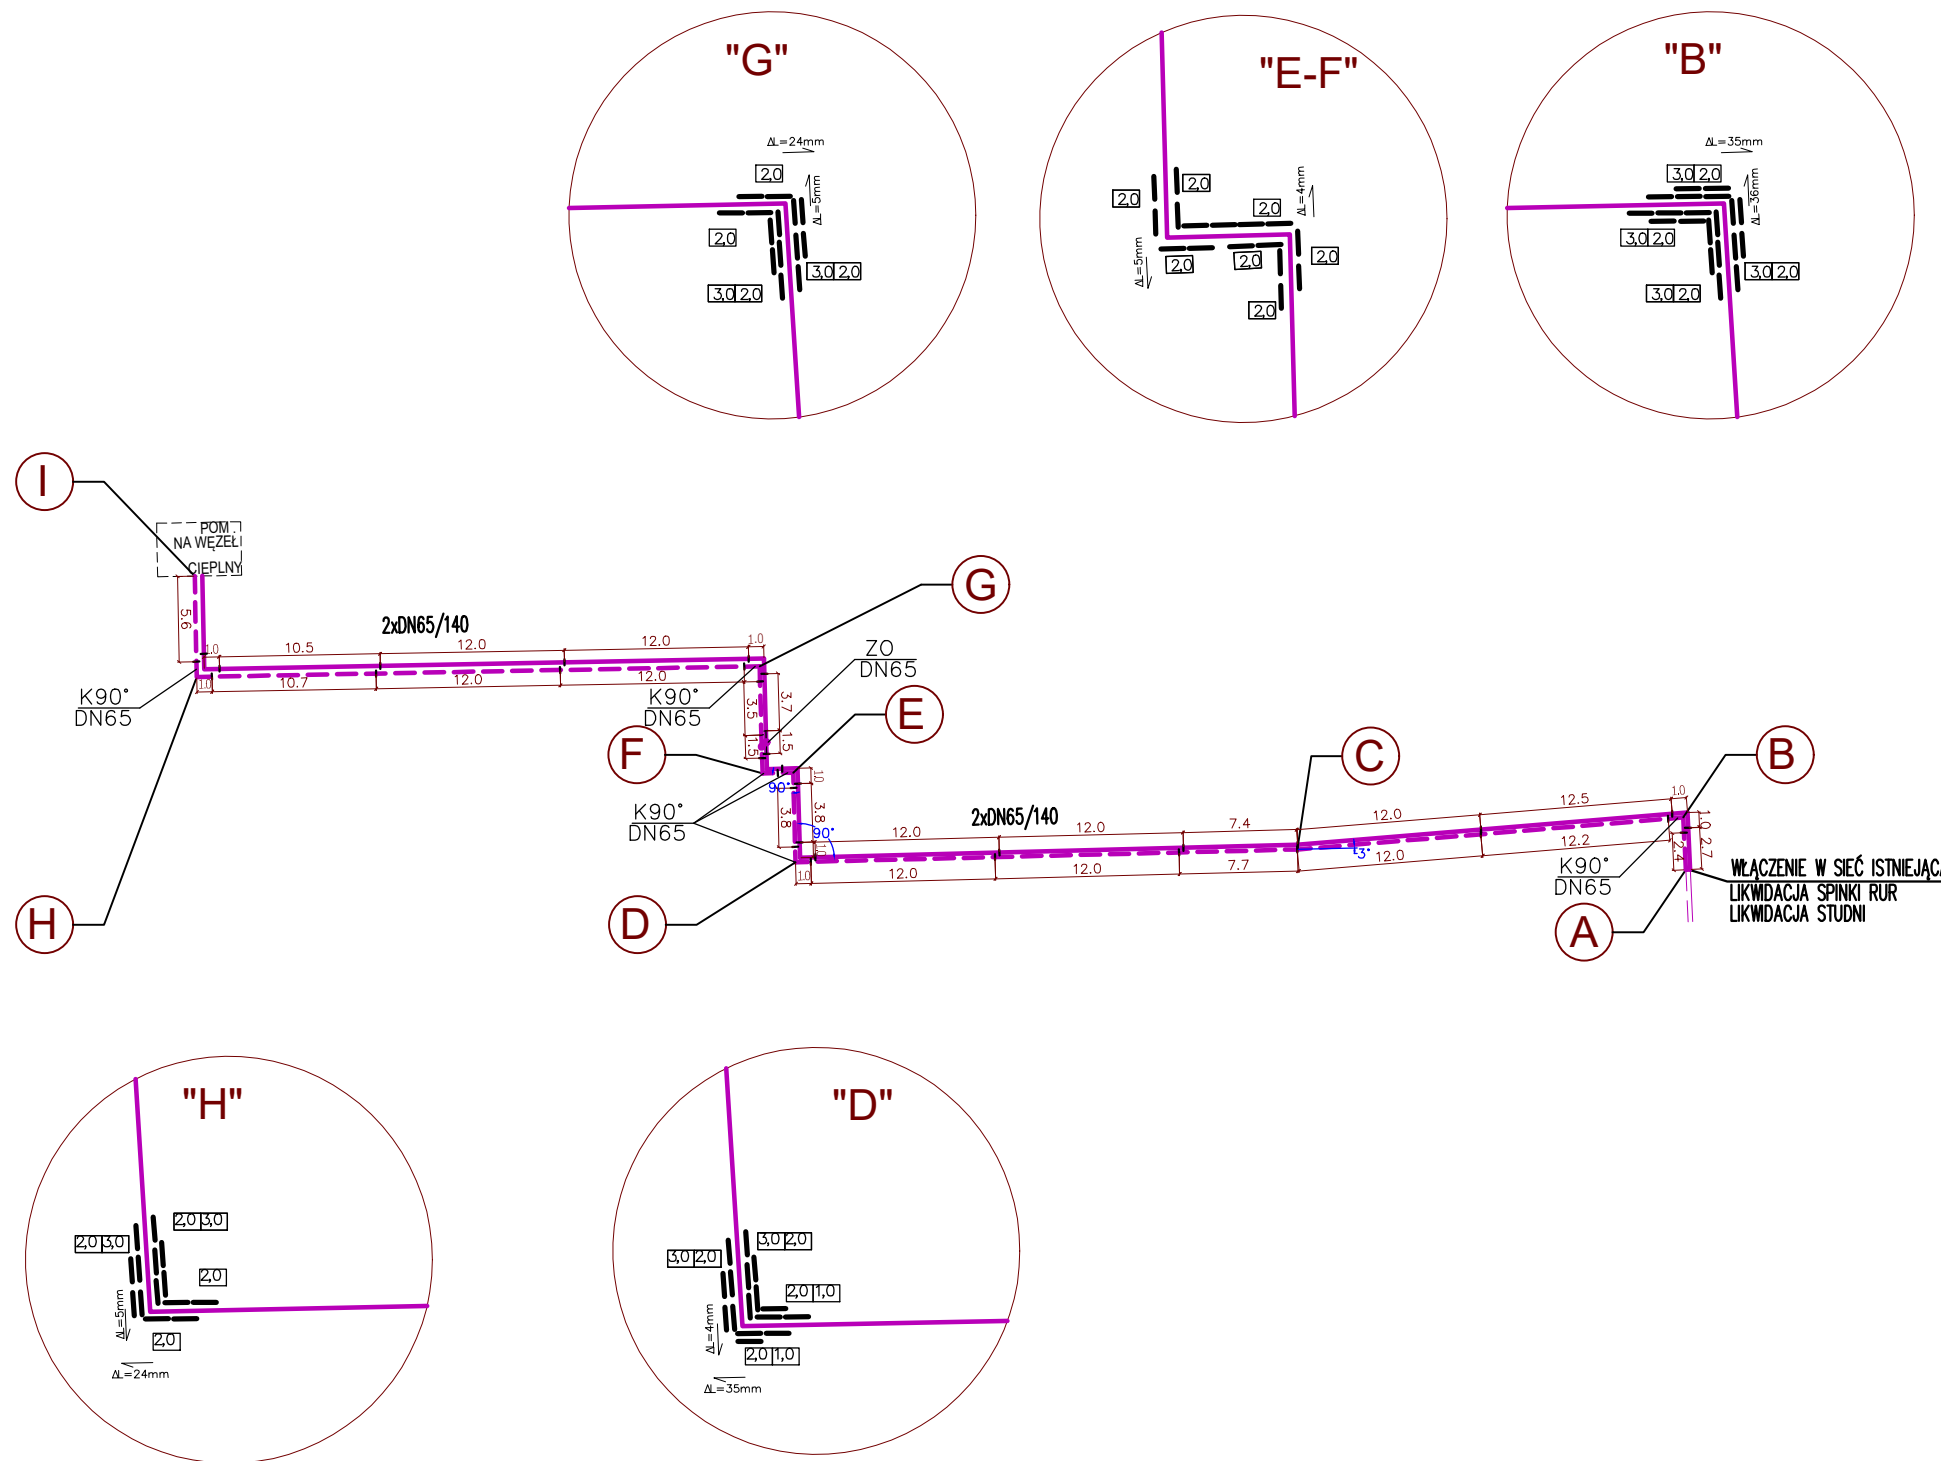 "G"
ΔL=24mm
2,0
ΔL=5mm
2,0
3,0 2,0
3,0 2,0
"E-F"
2,0
2,0
2,0
ΔL=4mm
2,0
2,0
2,0
ΔL=5mm
2,0
"B"
ΔL=35mm
3,0 2,0
ΔL=36mm
3,0 2,0
3,0 2,0
3,0 2,0
I
POM.
NA WĘZEŁ
CIEPLNY
5.6
2xDN65/140
1.0
10.5
12.0
12.0
1.0
1.0
10.7
12.0
12.0
K90°
DN65
K90°
DN65
G
ZO
DN65
3.5
3.7
1.5
1.5
E
F
1.0
90°
3.8
3.8
90°
1.0
K90°
DN65
2xDN65/140
12.0
12.0
7.4
12.0
12.5
1.0
1.0
12.0
12.0
7.7
12.0
12.2
3°
C
B
1.0
2.7
2.4
K90°
DN65
WŁĄCZENIE W SIEĆ ISTNIEJĄCĄ
LIKWIDACJA SPINKI RUR
LIKWIDACJA STUDNI
H
D
A
"H"
2,0 3,0
2,0 3,0
2,0
ΔL=5mm
2,0
ΔL=24mm
"D"
3,0 2,0
3,0 2,0
2,0 1,0
ΔL=4mm
2,0 1,0
ΔL=35mm